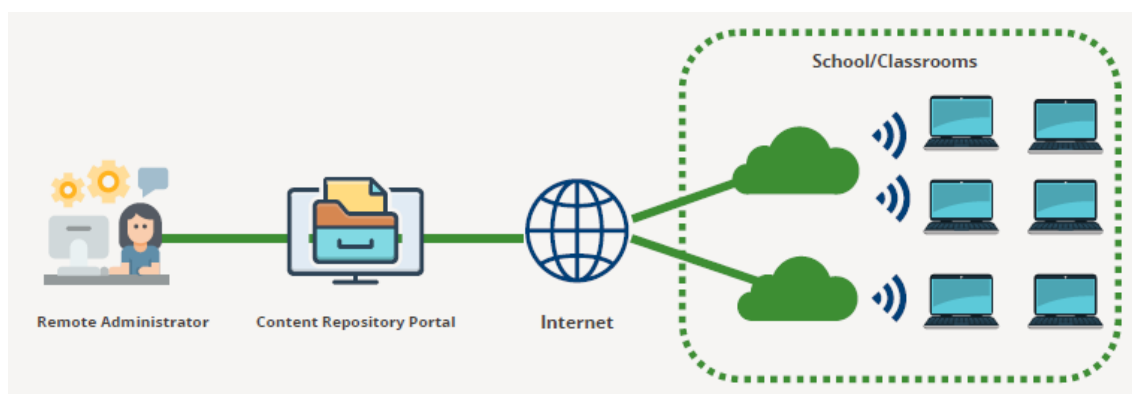 School/Classrooms
Remote Administrator
Content Repository Portal
Internet